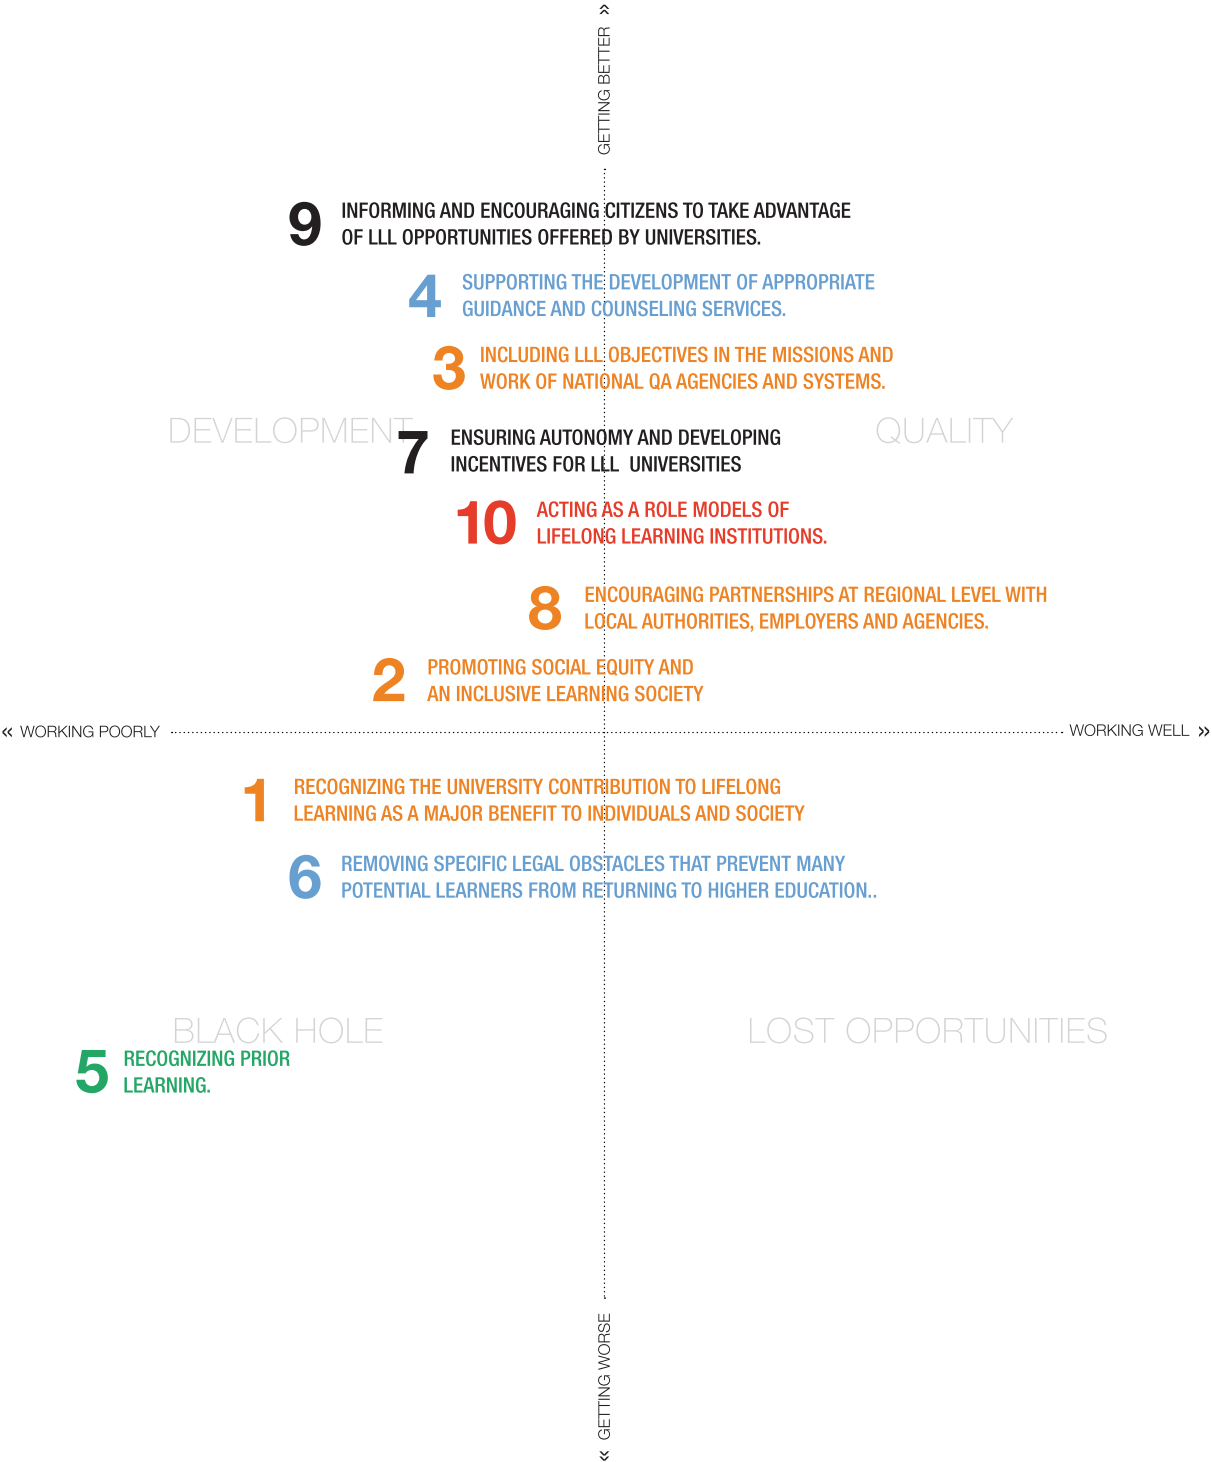 GETTING BETTER
9 INFORMING AND ENCOURAGING CITIZENS TO TAKE ADVANTAGE
OF LLL OPPORTUNITIES OFFERED BY UNIVERSITIES.
4 SUPPORTING THE DEVELOPMENT OF APPROPRIATE
GUIDANCE AND COUNSELING SERVICES.
3 INCLUDING LLL OBJECTIVES IN THE MISSIONS AND
WORK OF NATIONAL QA AGENCIES AND SYSTEMS.
DEVELOPMENT
QUALITY
7 ENSURING AUTONOMY AND DEVELOPING
INCENTIVES FOR LLL UNIVERSITIES
10 ACTING AS A ROLE MODELS OF
LIFELONG LEARNING INSTITUTIONS.
8 ENCOURAGING PARTNERSHIPS AT REGIONAL LEVEL WITH
LOCAL AUTHORITIES, EMPLOYERS AND AGENCIES.
2 PROMOTING SOCIAL EQUITY AND
AN INCLUSIVE LEARNING SOCIETY
« WORKING POORLY
WORKING WELL »
1 RECOGNIZING THE UNIVERSITY CONTRIBUTION TO LIFELONG
LEARNING AS A MAJOR BENEFIT TO INDIVIDUALS AND SOCIETY
6 REMOVING SPECIFIC LEGAL OBSTACLES THAT PREVENT MANY
POTENTIAL LEARNERS FROM RETURNING TO HIGHER EDUCATION..
BLACK HOLE
LOST OPPORTUNITIES
5 RECOGNIZING PRIOR
LEARNING.
« GETTING WORSE